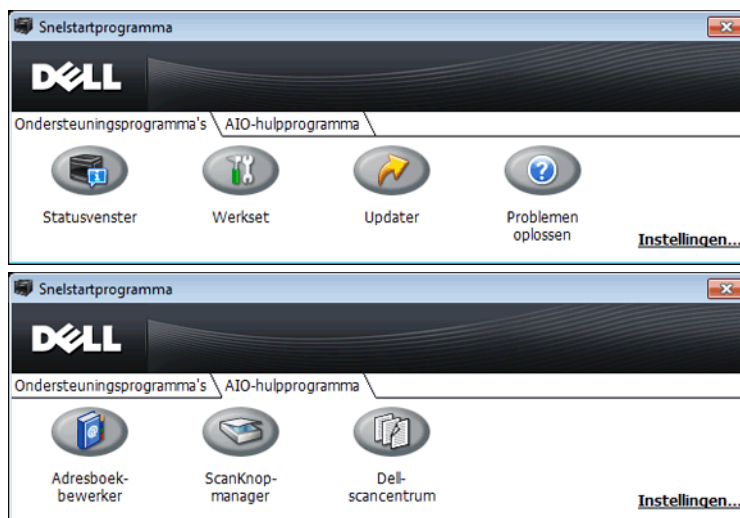 Snelstartprogramma
DELL
Ondersteuningsprogramma's AIO-hulpprogramma
Statusvenster Werkset Updater Problemen
oplossen
Instellingen...
Snelstartprogramma
DELL
Ondersteuningsprogramma's AIO-hulpprogramma
Adresboek- ScanKnop- Dell-
bewerker manager scancentrum
Instellingen...